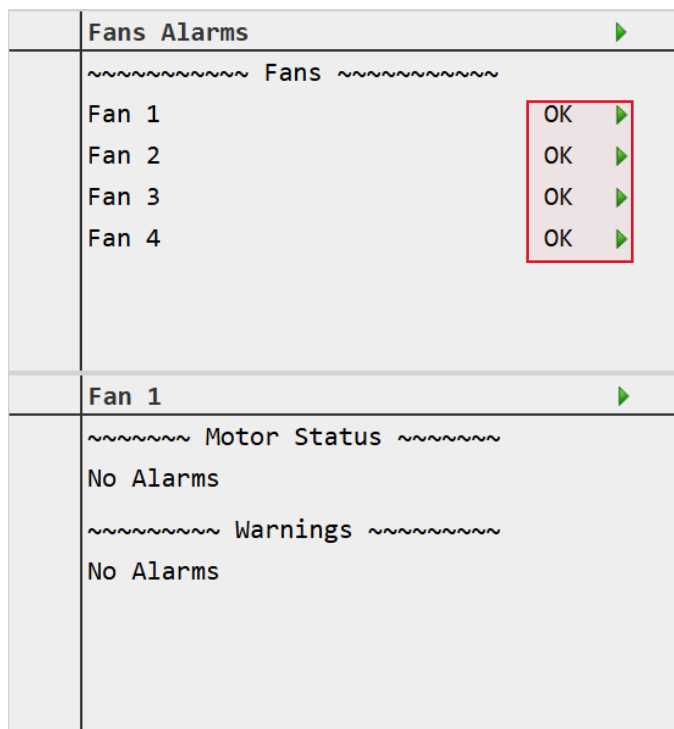 Fans Alarms
~~~~~~~~~~~ Fans ~~~~~~~~~~~
Fan 1 OK
Fan 2 OK
Fan 3 OK
Fan 4 OK
Fan 1
~~~~~~~ Motor Status ~~~~~~~
No Alarms
~~~~~~~~~ Warnings ~~~~~~~~~
No Alarms